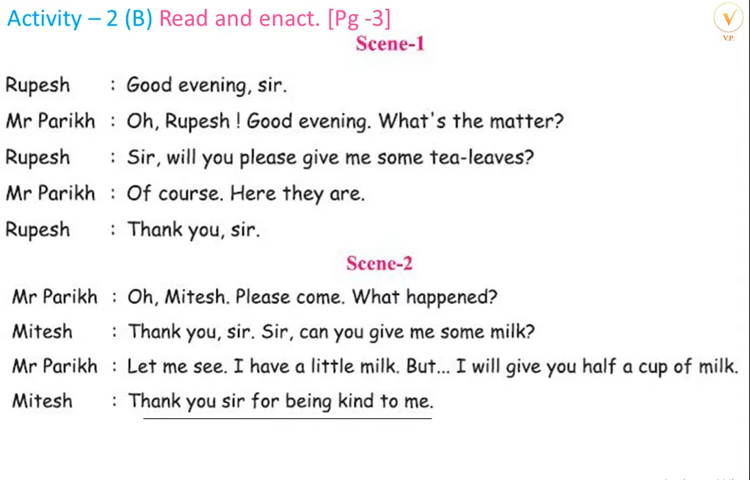 Activity – 2 (B) Read and enact. [Pg -3]
V
V.P.
Scene-1
Rupesh : Good evening, sir.
Mr Parikh : Oh, Rupesh ! Good evening. What's the matter?
Rupesh : Sir, will you please give me some tea-leaves?
Mr Parikh : Of course. Here they are.
Rupesh : Thank you, sir.
Scene-2
Mr Parikh : Oh, Mitesh. Please come. What happened?
Mitesh : Thank you, sir. Sir, can you give me some milk?
Mr Parikh : Let me see. I have a little milk. But... I will give you half a cup of milk.
Mitesh : Thank you sir for being kind to me.